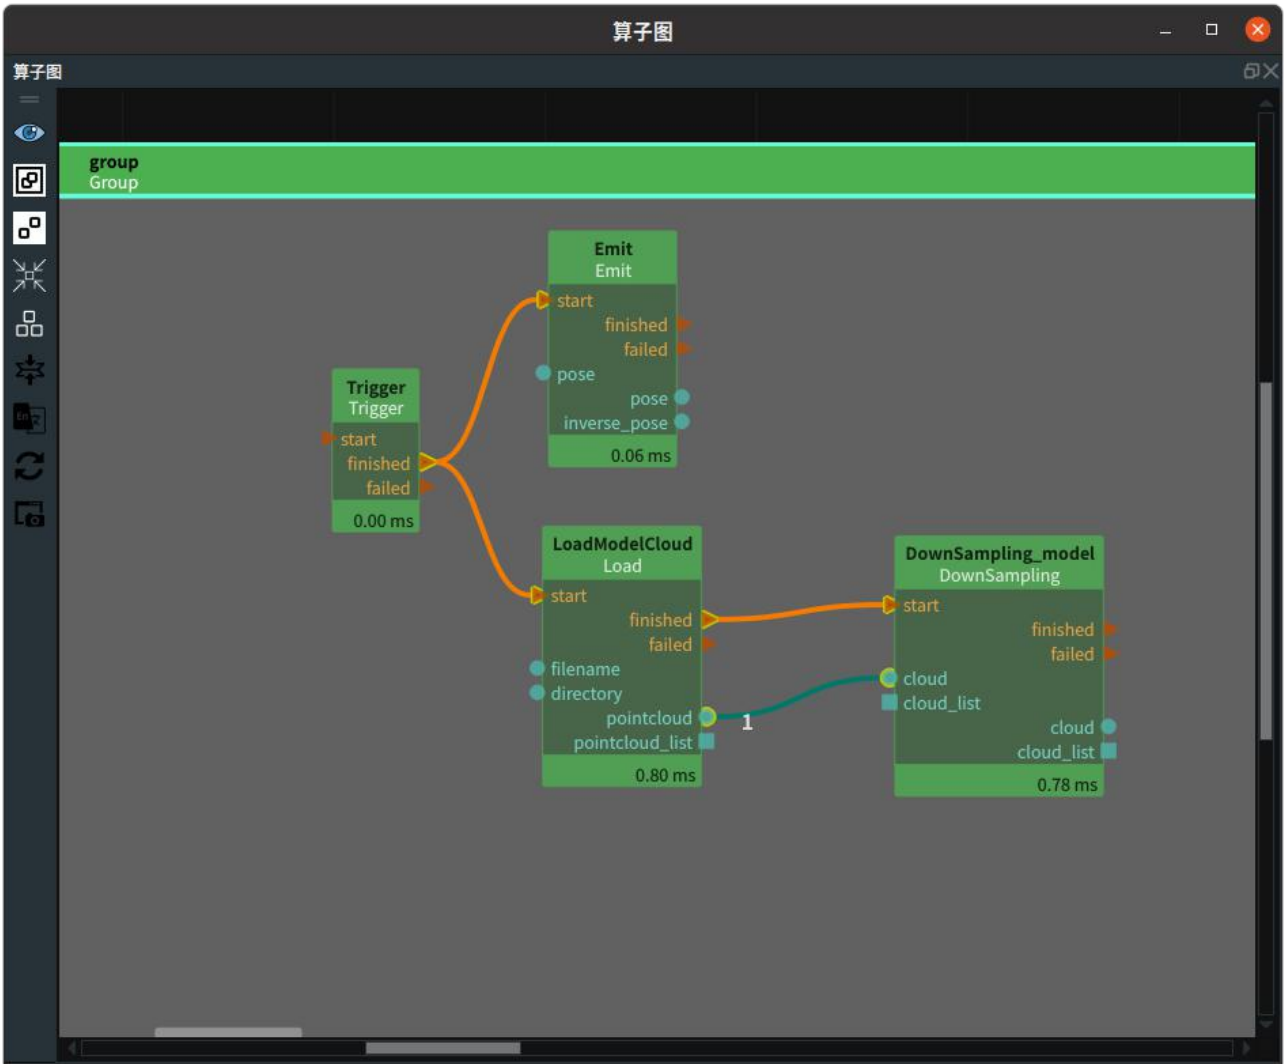 算子图
算子图
group
Group
Emit
Emit
start
finished
failed
pose
pose
inverse_pose
0.06 ms
Trigger
Trigger
start
finished
failed
0.00 ms
LoadModelCloud
Load
start
finished
failed
filename
directory
pointcloud
pointcloud_list
0.80 ms
1
DownSampling_model
DownSampling
start
finished
failed
cloud
cloud_list
cloud
cloud_list
0.78 ms